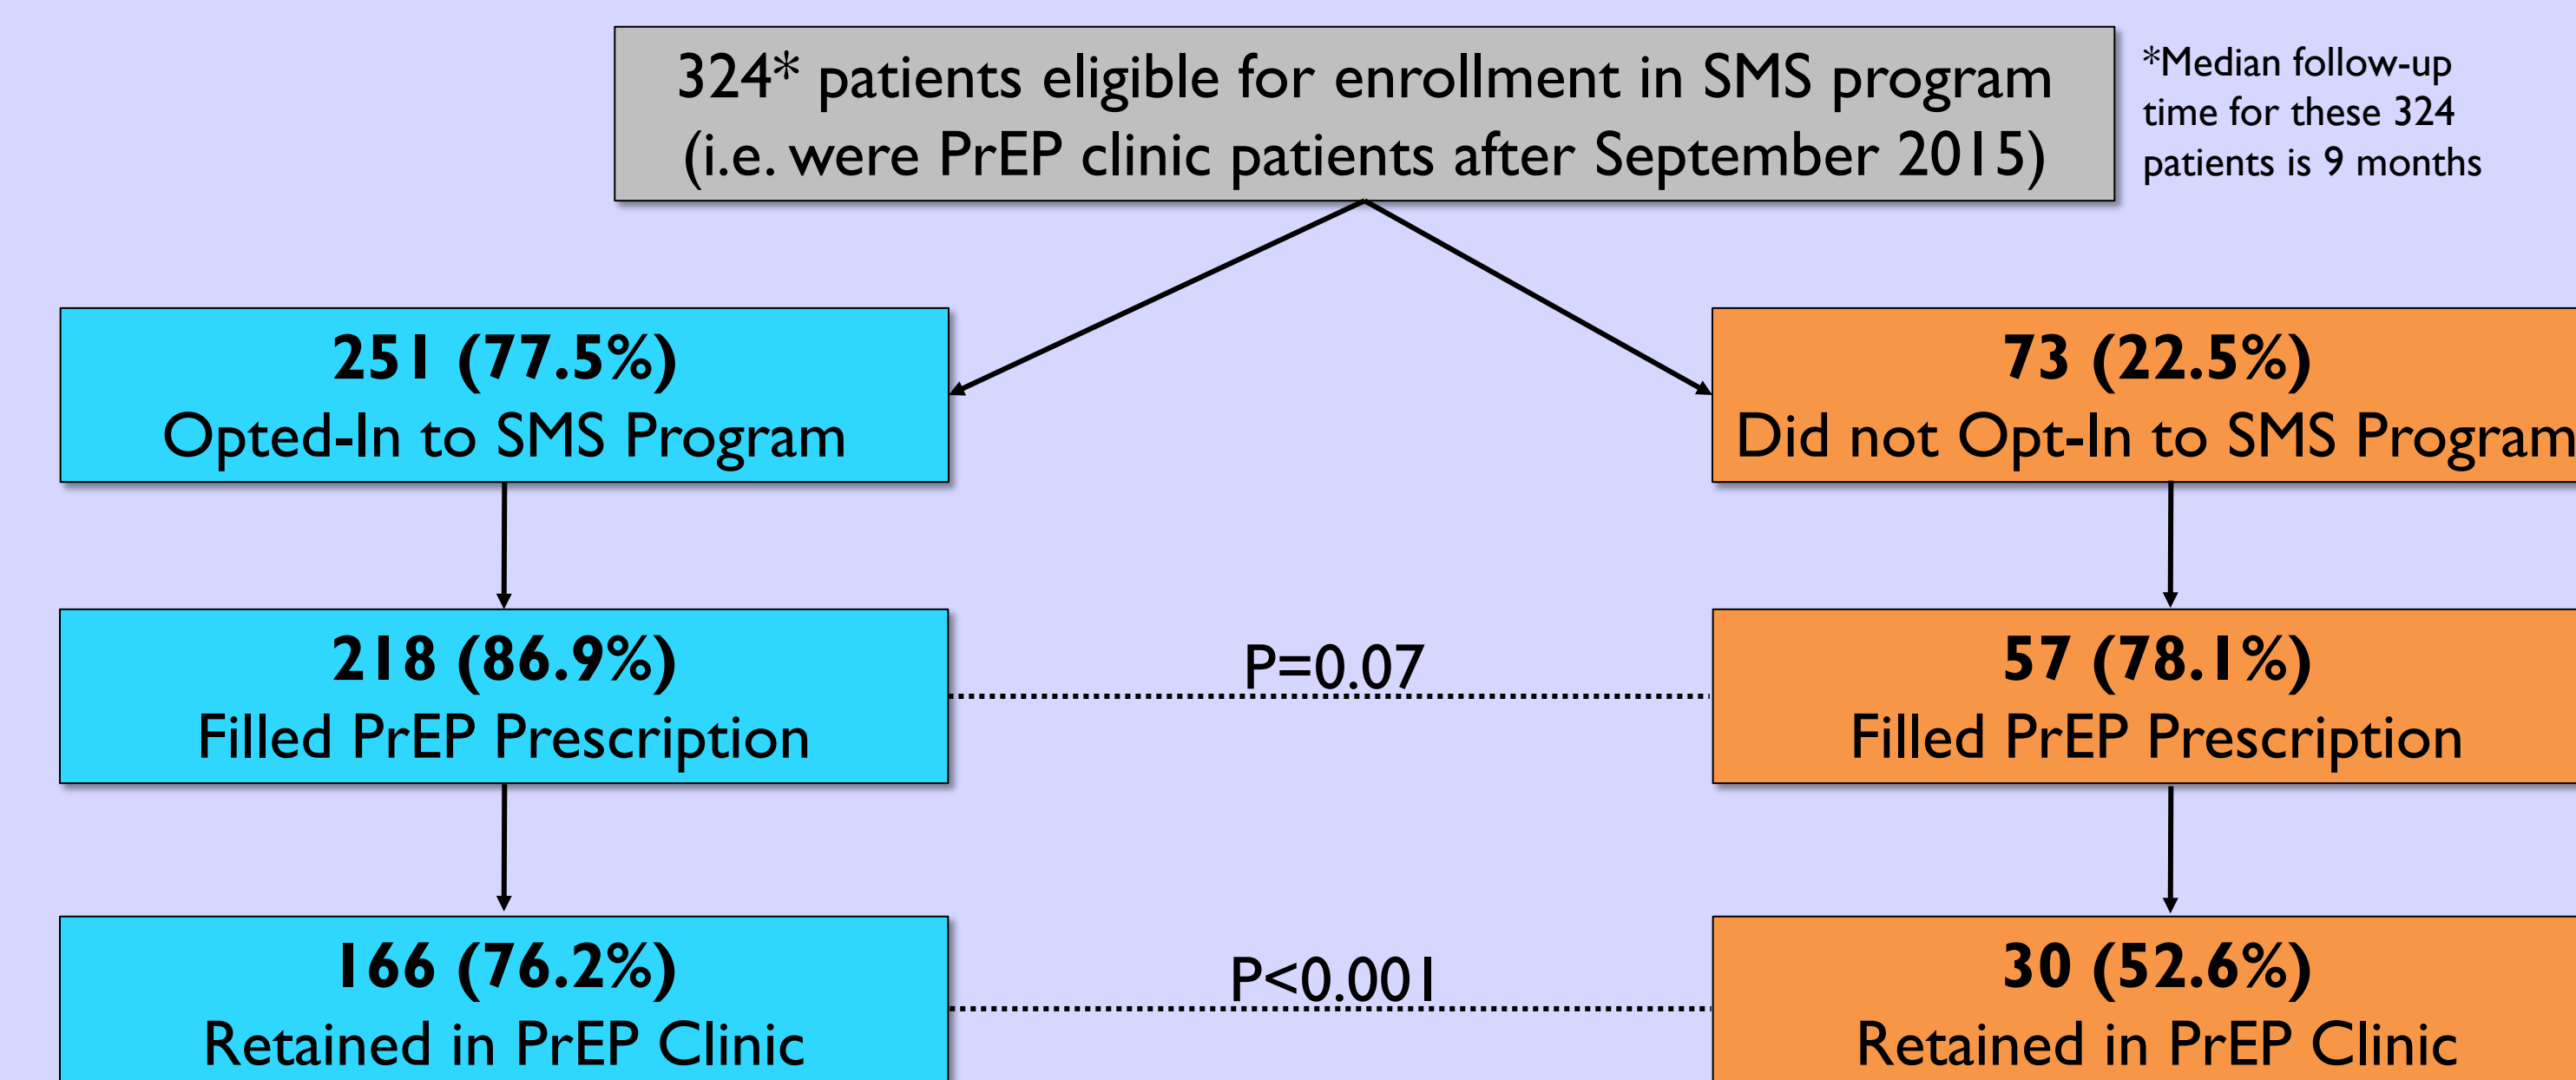 324* patients eligible for enrollment in SMS program
(i.e. were PrEP clinic patients after September 2015)
*Median follow-up
time for these 324
patients is 9 months
251 (77.5%)
Opted-In to SMS Program
73 (22.5%)
Did not Opt-In to SMS Program
218 (86.9%)
Filled PrEP Prescription
P=0.07
57 (78.1%)
Filled PrEP Prescription
166 (76.2%)
Retained in PrEP Clinic
P<0.001
30 (52.6%)
Retained in PrEP Clinic